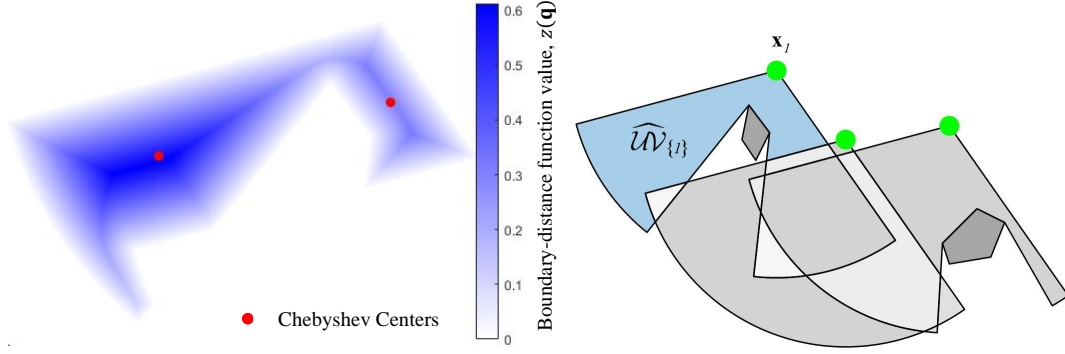 0.6
0.5
0.4
0.3
0.2
0.1
0
Boundary-distance function value, z(q)
Chebyshev Centers
x₁
𝒰𝒱̂_{1}